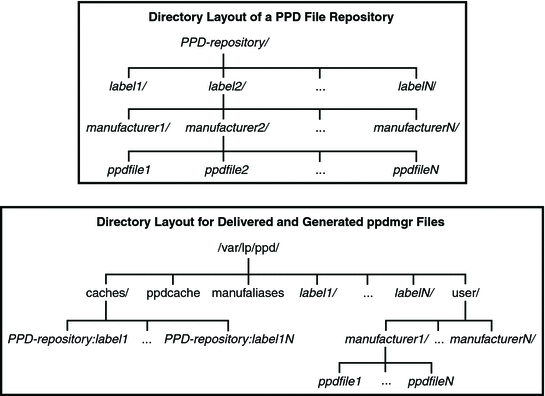 Directory Layout of a PPD File Repository
PPD-repository/
label1/ label2/ ... labelN/
manufacturer1/ manufacturer2/ ... manufacturerN/
ppdfile1 ppdfile2 ... ppdfileN
Directory Layout for Delivered and Generated ppdmgr Files
/var/lp/ppd/
caches/ ppdcache manufaliases label1/ ... labelN/ user/
PPD-repository:label1 ... PPD-repository:label1N manufacturer1/ ... manufacturerN/
ppdfile1 ... ppdfileN